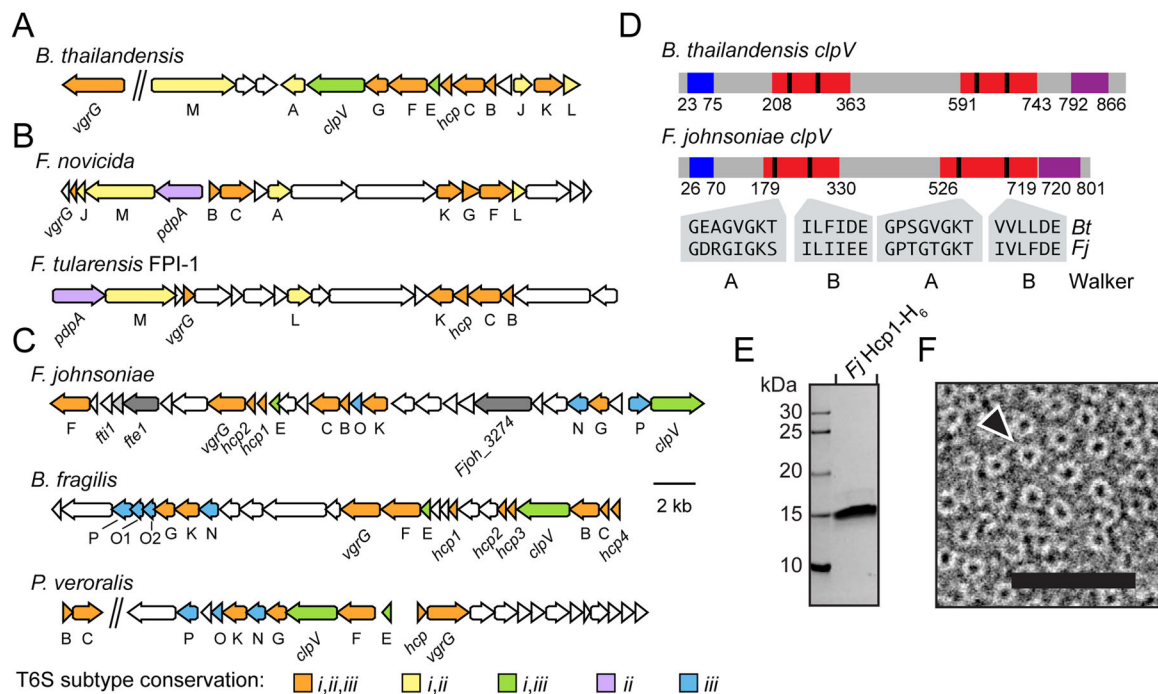 A
B. thailandensis
vgrG M A clpV G F E hcp C B J K L
B
F. novicida
vgrG J M pdpA B C A K G F L
F. tularensis FPI-1
pdpA M vgrG L K hcp C B
C
F. johnsoniae
F fti1 fte1 vgrG hcp2 hcp1 E C B O K Fjoh_3274 N G P clpV
B. fragilis
2 kb
P O1 O2 G K N vgrG F E hcp1 hcp2 hcp3 clpV B C hcp4
P. veroralis
B C P O K N G clpV F E hcp vgrG
T6S subtype conservation: i,ii,iii i,ii i,iii ii iii
D
B. thailandensis clpV
23 75 208 363 591 743 792 866
F. johnsoniae clpV
26 70 179 330 526 719 720 801
GEAGVGKT ILFIDE GPSGVGKT VVLLDE Bt
GDRGIGKS ILIIEE GPTGTGKT IVLFDE Fj
A B A B Walker
E
Fj Hcp1-H6
kDa
30
25
20
15
10
F